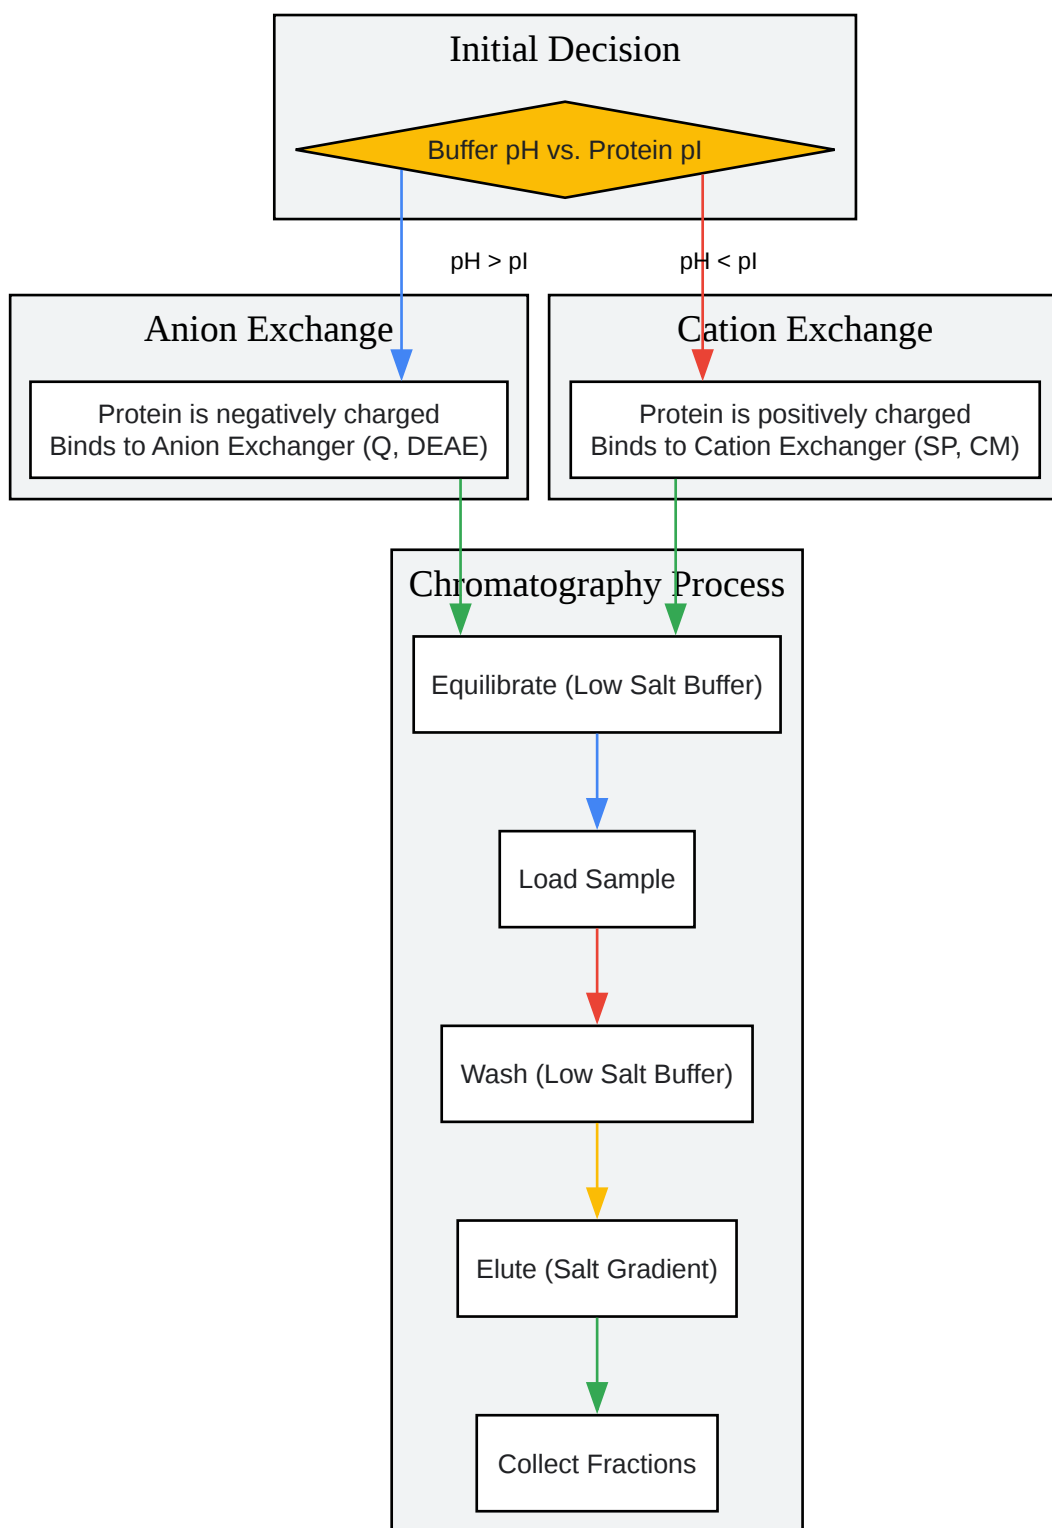 Initial Decision
Buffer pH vs. Protein pI
pH > pI
pH < pI
Anion Exchange
Protein is negatively charged
Binds to Anion Exchanger (Q, DEAE)
Cation Exchange
Protein is positively charged
Binds to Cation Exchanger (SP, CM)
Chromatography Process
Equilibrate (Low Salt Buffer)
Load Sample
Wash (Low Salt Buffer)
Elute (Salt Gradient)
Collect Fractions